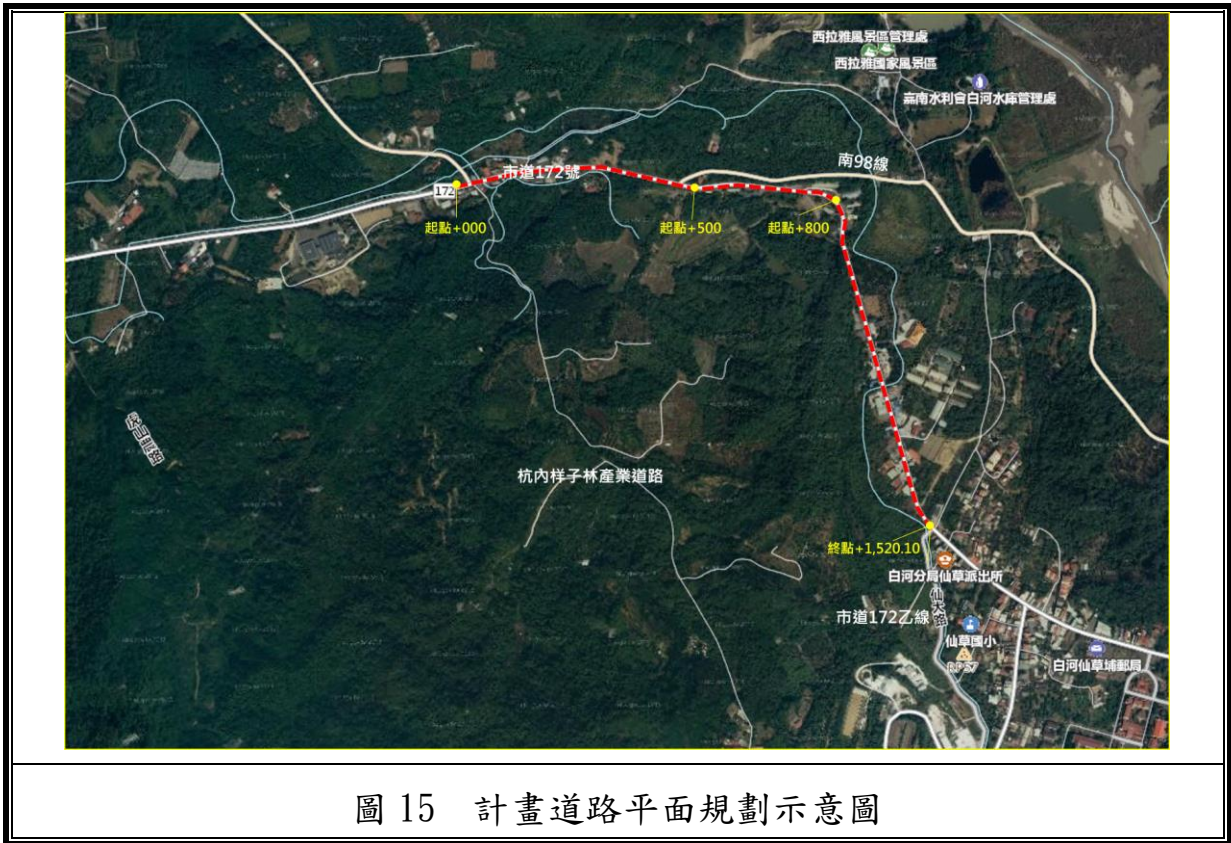 西拉雅風景區管理處
西拉雅國家風景區
嘉南水利會白河水庫管理處
南98線
市道172號
172
起點+000
起點+500
起點+800
杭內样子林產業道路
終點+1,520.10
白河分局仙草派出所
市道172乙線
仙草國小
白河仙草埔郵局
圖 15 計畫道路平面規劃示意圖